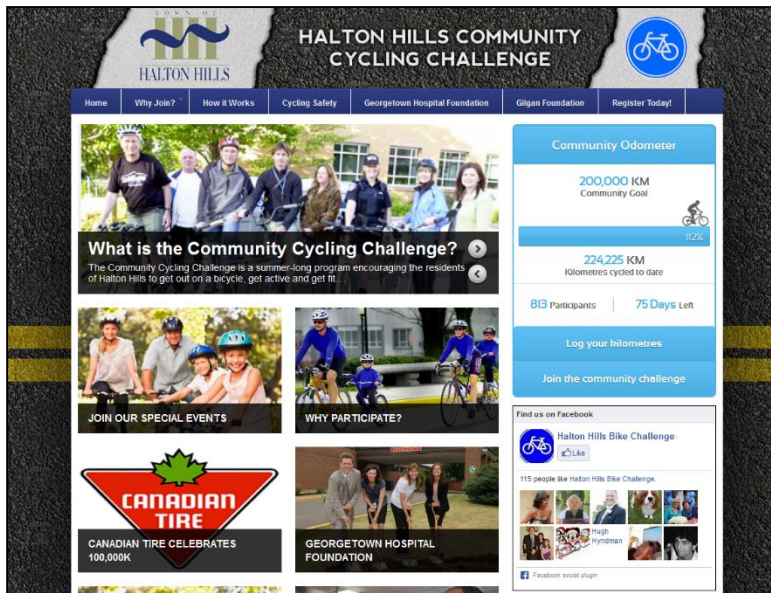 TOWN OF
HALTON HILLS
HALTON HILLS COMMUNITY
CYCLING CHALLENGE
Home
Why Join?
How it Works
Cycling Safety
Georgetown Hospital Foundation
Gilgan Foundation
Register Today!
What is the Community Cycling Challenge?
The Community Cycling Challenge is a summer-long program encouraging the residents
of Halton Hills to get out on a bicycle, get active and get fit....
JOIN OUR SPECIAL EVENTS
WHY PARTICIPATE?
CANADIAN
TIRE
CANADIAN TIRE CELEBRATES
100,000K
GEORGETOWN HOSPITAL
FOUNDATION
Community Odometer
200,000 KM
Community Goal
112%
224,225 KM
Kilometres cycled to date
813 Participants
75 Days Left
Log your kilometres
Join the community challenge
Find us on Facebook
Halton Hills Bike Challenge
Like
115 people like Halton Hills Bike Challenge.
Hugh
Hyndman
Facebook social plugin